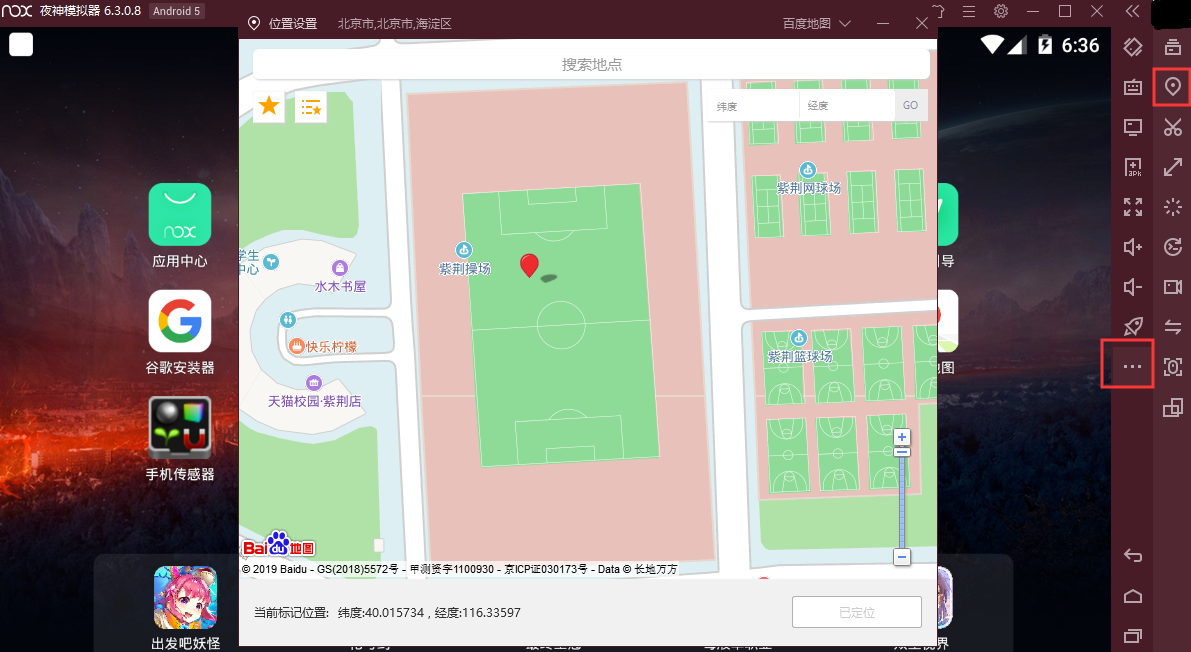 nox 夜神模拟器 6.3.0.8 Android 5
位置设置 北京市,北京市,海淀区 百度地图
6:36
搜索地点
纬度 经度 GO
紫荆网球场
学生
中心
紫荆操场
水木书屋
快乐柠檬
紫荆篮球场
天猫校园·紫荆店
应用中心
nox
谷歌安装器
手机传感器
出发吧妖怪
Bai du 地图
© 2019 Baidu - GS(2018)5572号 - 甲测资字1100930 - 京ICP证030173号 - Data © 长地万方
当前标记位置: 纬度:40.015734 , 经度:116.33597
已定位